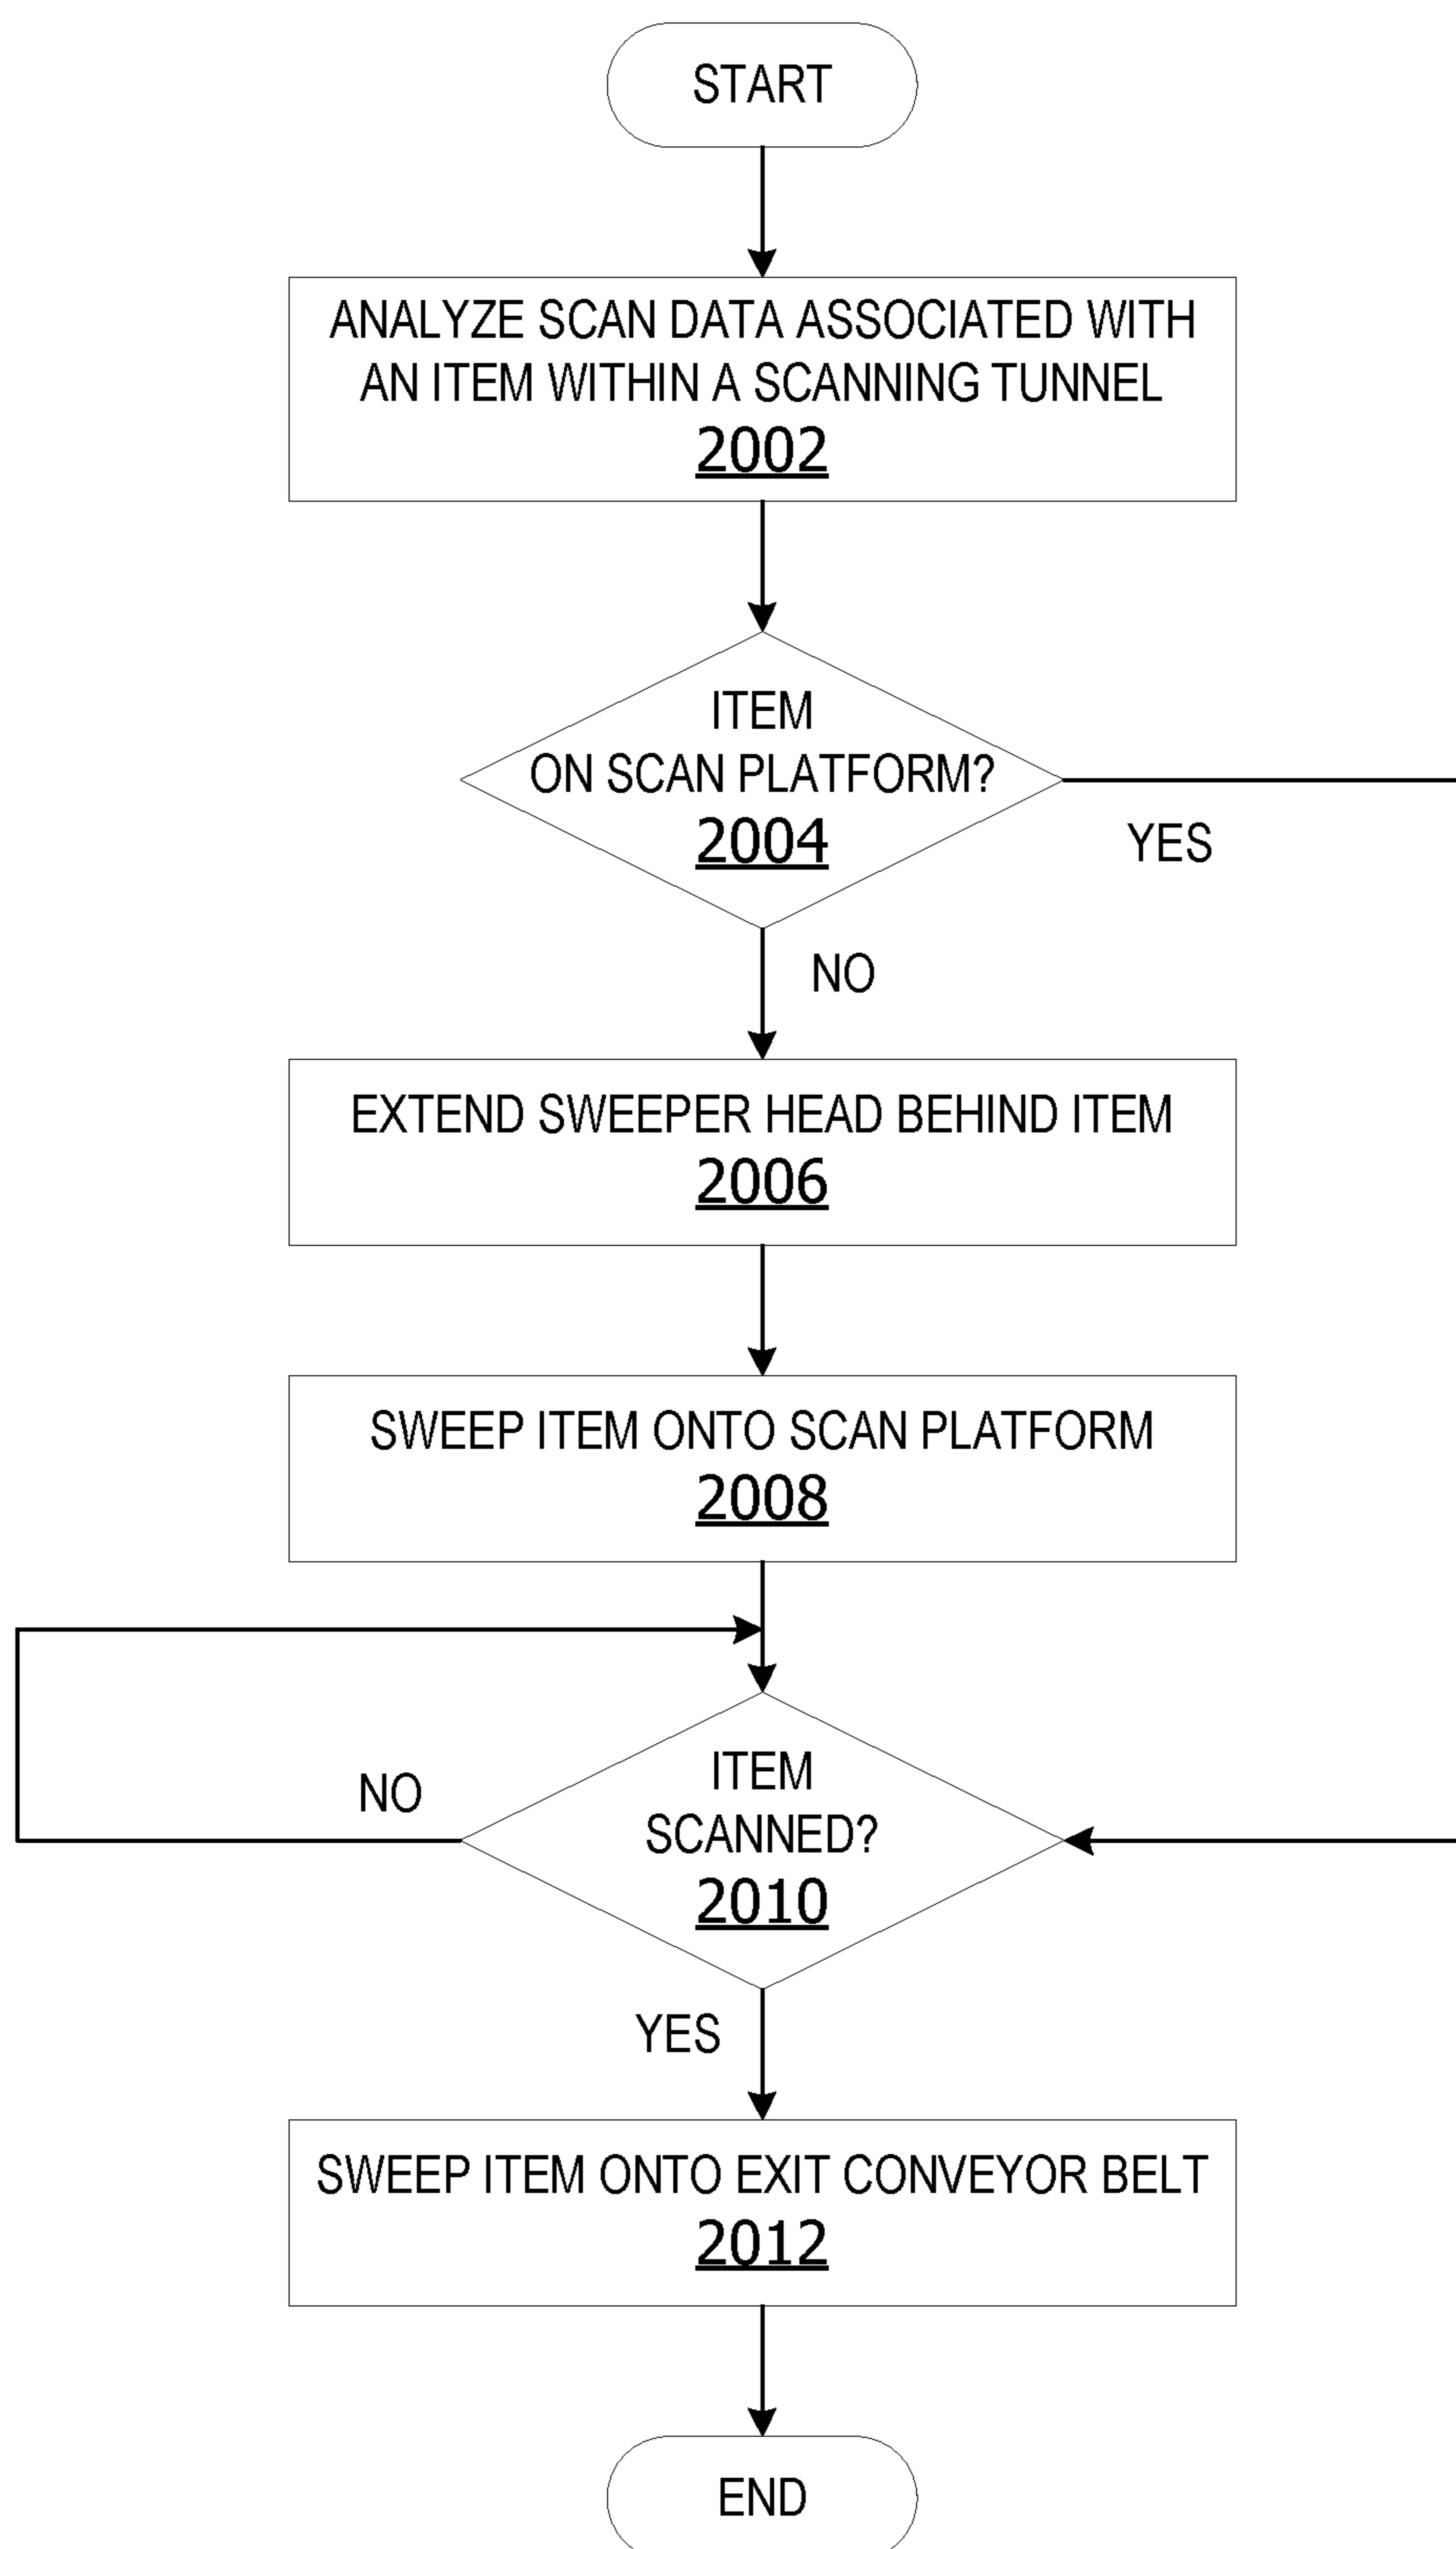 START
ANALYZE SCAN DATA ASSOCIATED WITH
AN ITEM WITHIN A SCANNING TUNNEL
2002
ITEM
ON SCAN PLATFORM?
2004
YES
NO
EXTEND SWEEPER HEAD BEHIND ITEM
2006
SWEEP ITEM ONTO SCAN PLATFORM
2008
ITEM
SCANNED?
2010
NO
YES
SWEEP ITEM ONTO EXIT CONVEYOR BELT
2012
END